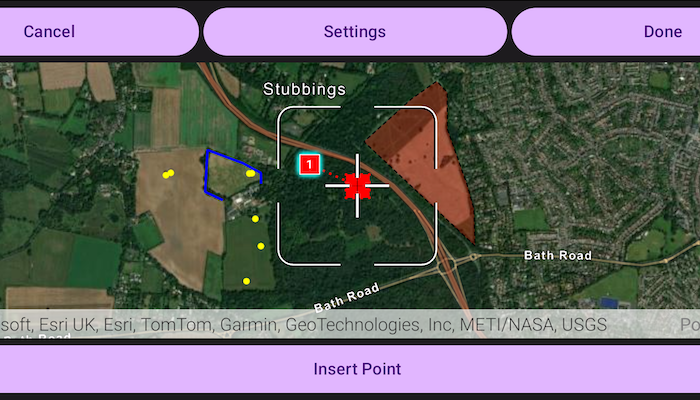 Cancel
Settings
Done
Stubbings
1
Bath Road
Bath Road
soft, Esri UK, Esri, TomTom, Garmin, GeoTechnologies, Inc, METI/NASA, USGS
Po
Road
Insert Point